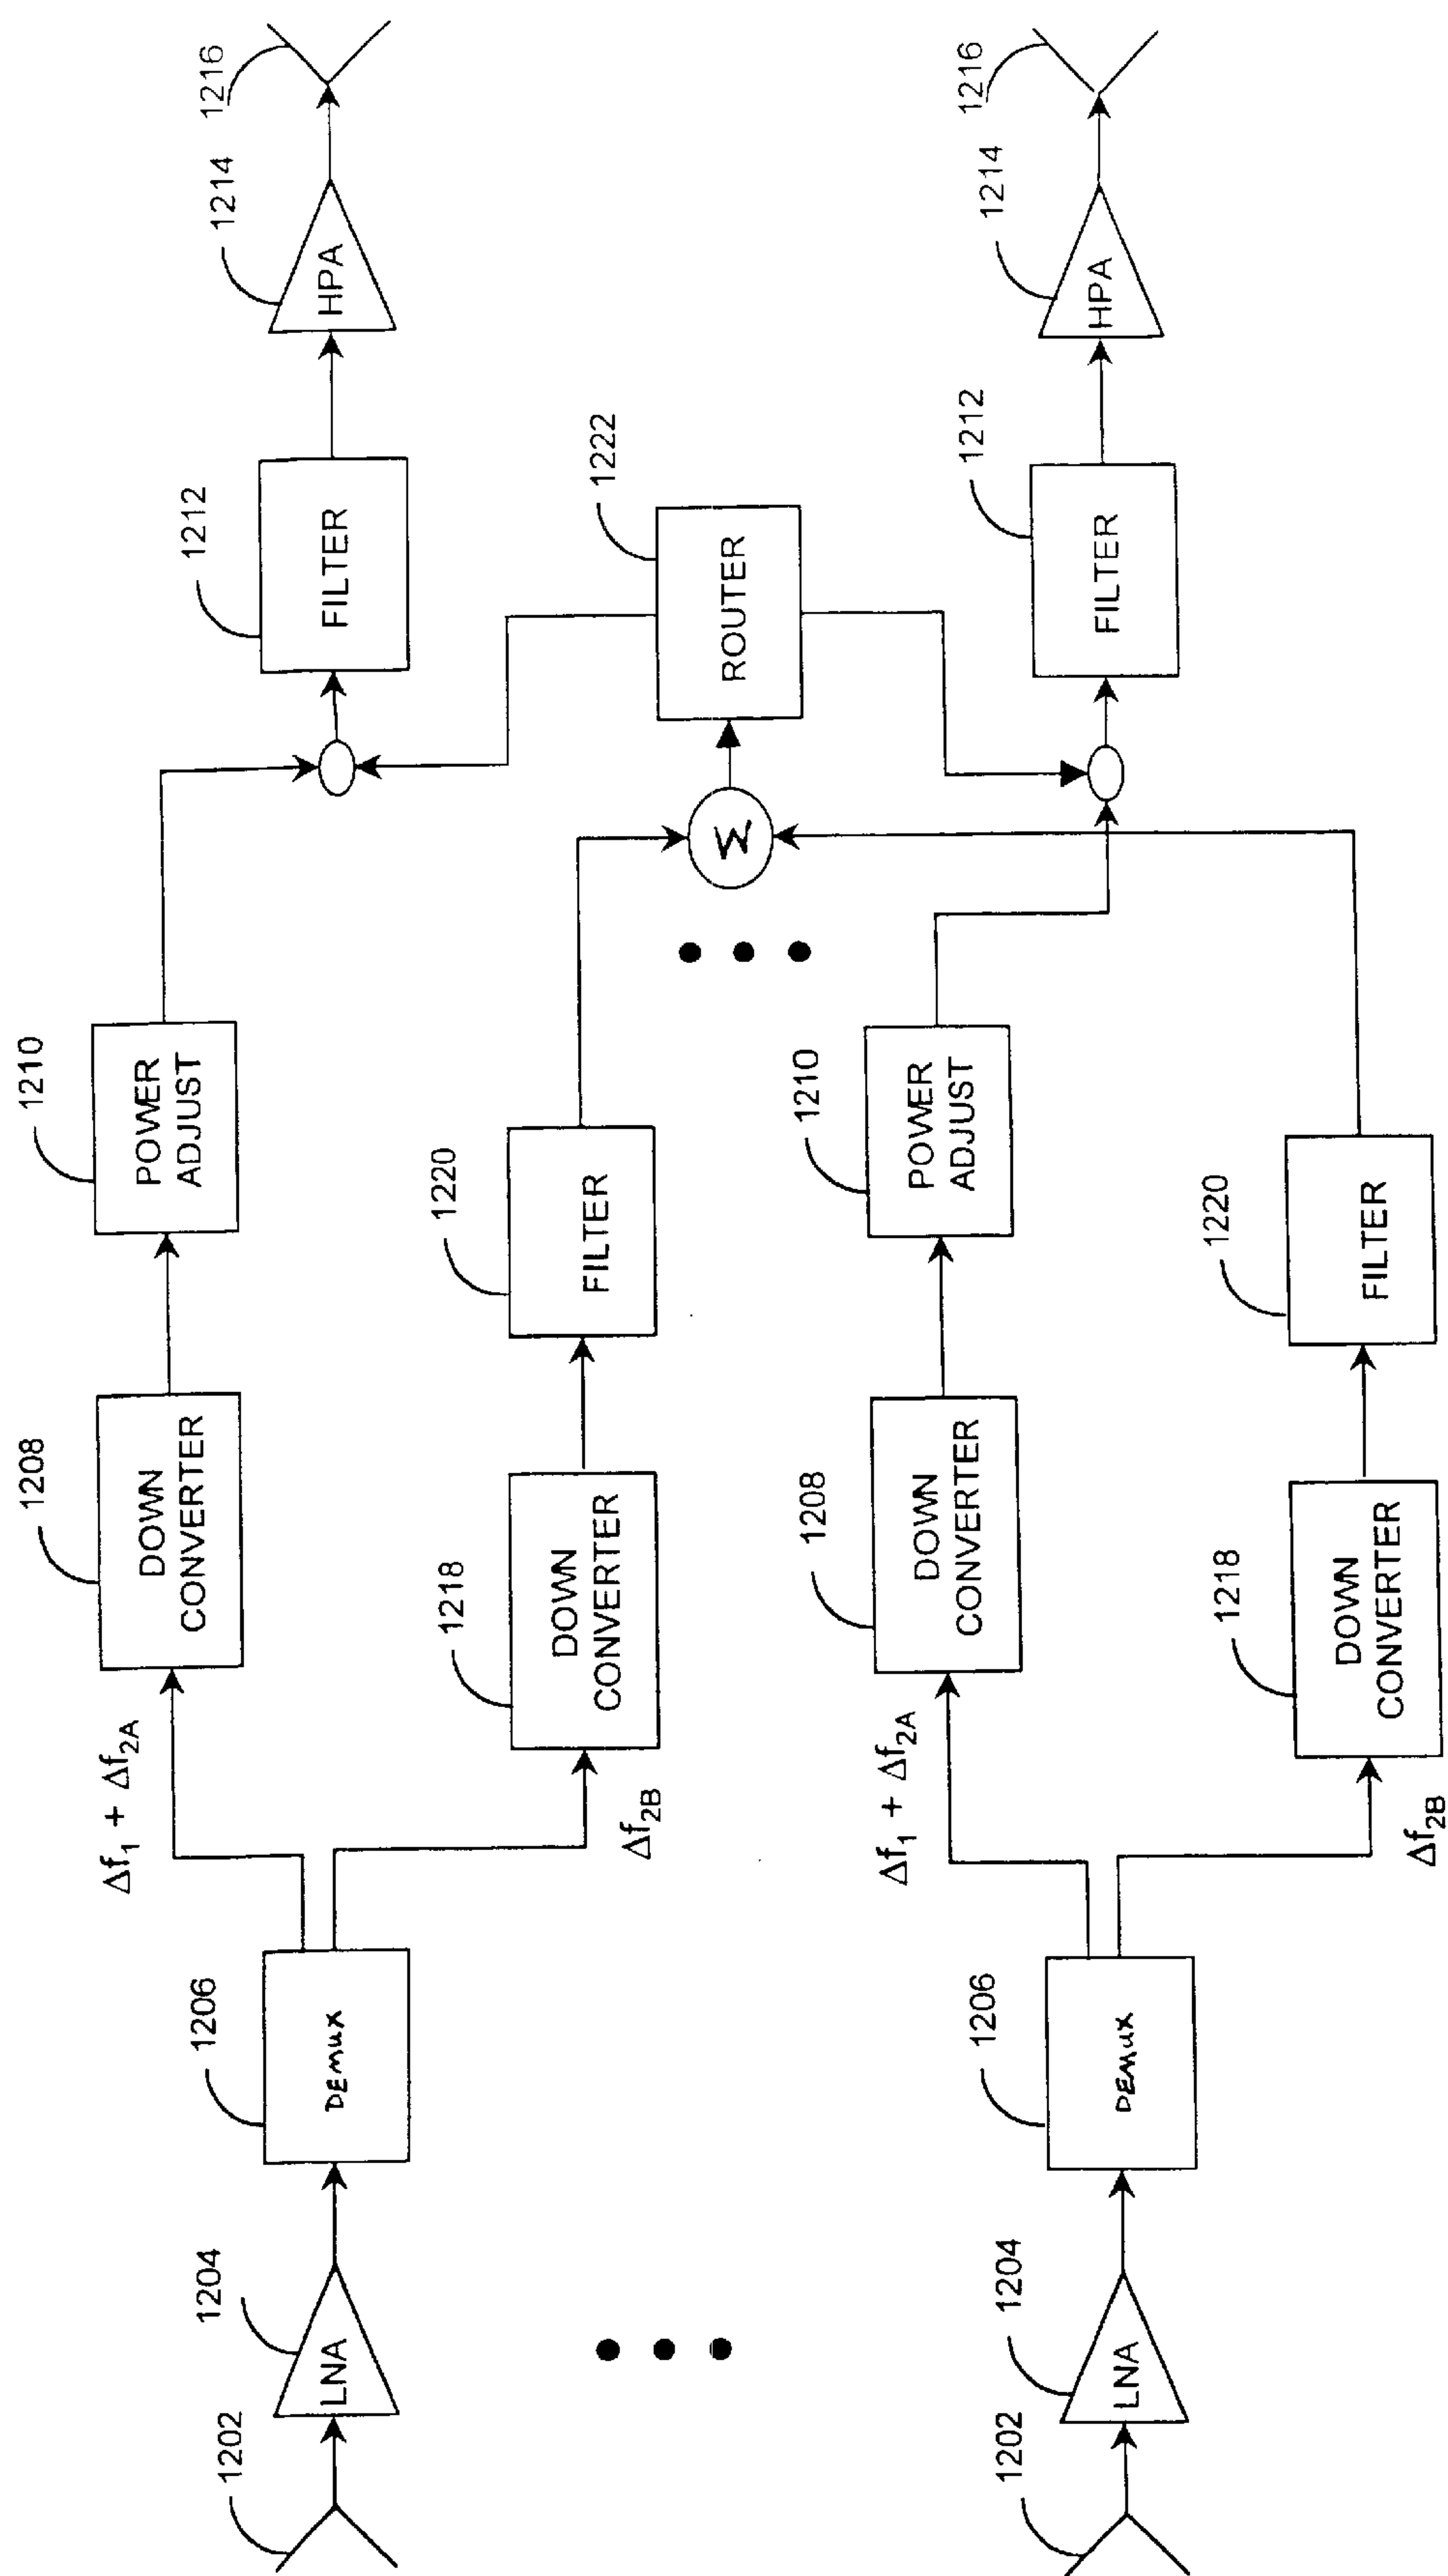 1208
1210
Δf₁ + Δf₂A
DOWN
CONVERTER
POWER
ADJUST
1202
1204
1206
1212
1214
1216
LNA
DEMUX
FILTER
HPA
1218
1220
Δf₂B
DOWN
CONVERTER
FILTER
1222
Σ
ROUTER
1208
1210
Δf₁ + Δf₂A
DOWN
CONVERTER
POWER
ADJUST
1202
1204
1206
1212
1214
1216
LNA
DEMUX
FILTER
HPA
1218
1220
Δf₂B
DOWN
CONVERTER
FILTER